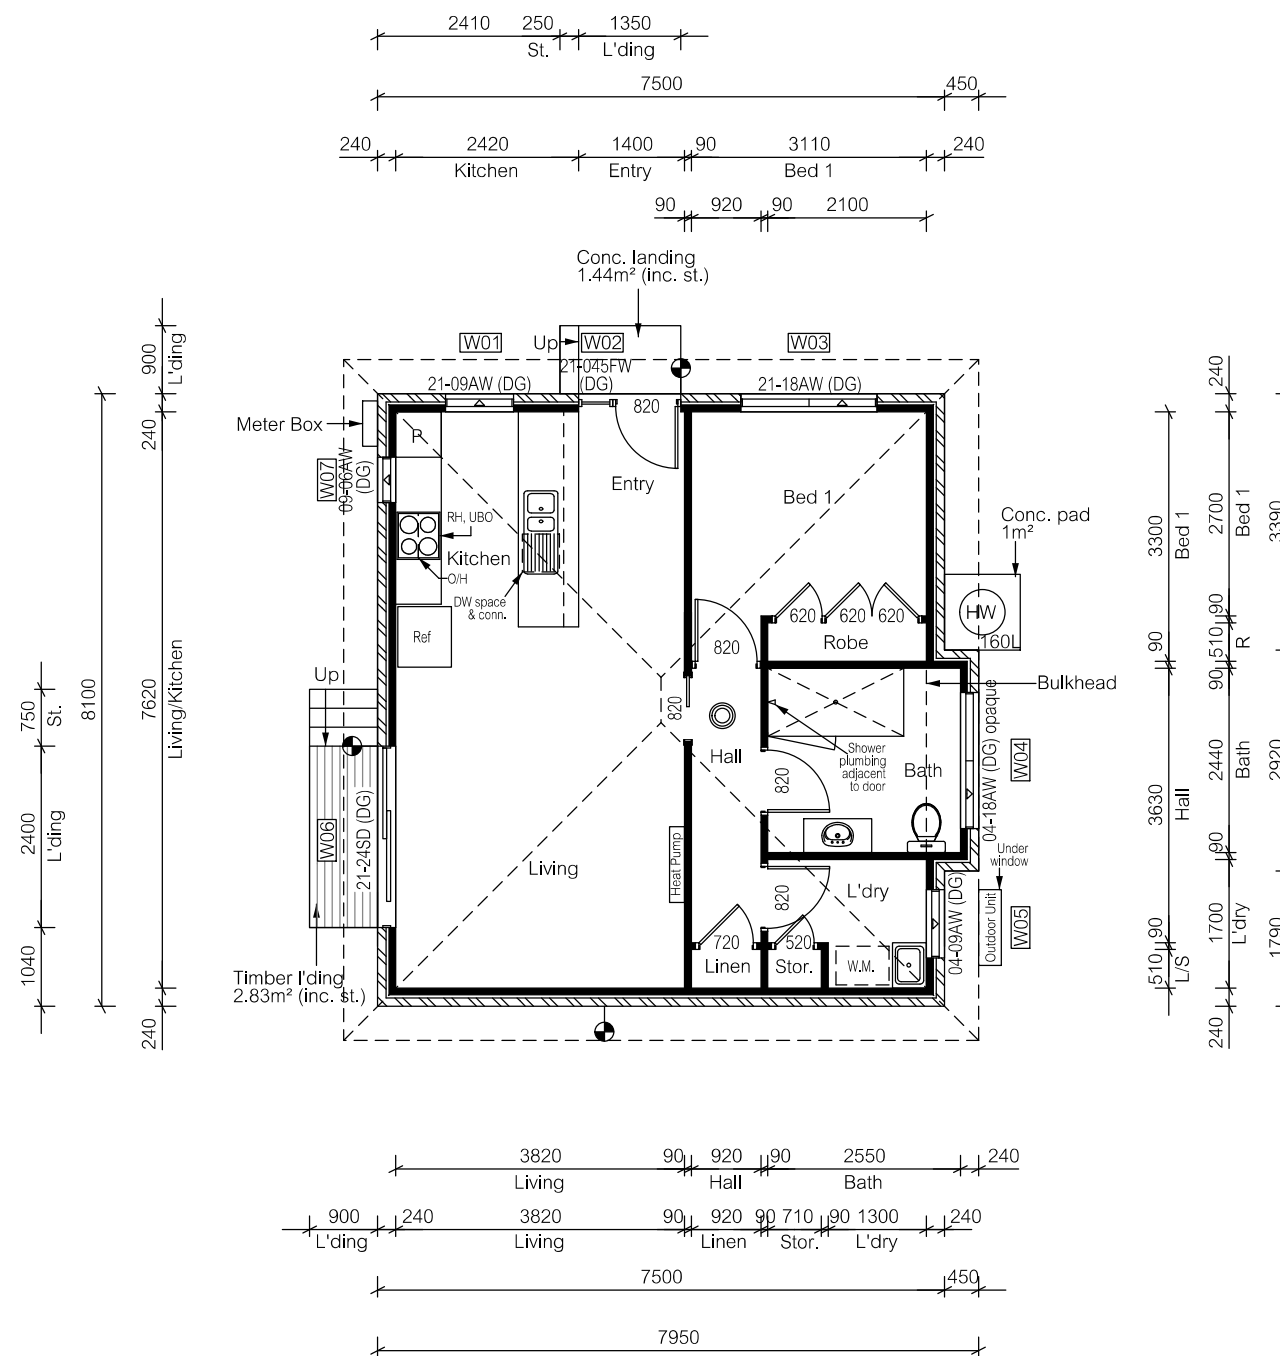 2410 250 1350
St. L'ding
7500 450
240 2420 1400 90 3110 240
Kitchen Entry Bed 1
90 920 90 2100
Conc. landing
1.44m² (inc. st.)
W01
Up
W02
W03
21-09AW (DG)
21-045FW
(DG)
21-18AW (DG)
820
Meter Box
W07
09-06AW
(DG)
P
Entry
Bed 1
RH, UBO
Kitchen
O/H
DW space
& conn.
Ref
Conc. pad
1m²
HW
160L
620 620 620
Robe
820
Up
820
Bulkhead
Hall
Shower
plumbing
adjacent
to door
Bath
04-18AW (DG) opaque
W04
820
W06
21-24SD (DG)
Living
Heat Pump
Under
window
820
L'dry
04-09AW (DG)
Outdoor Unit
W05
720
Linen
520
Stor.
W.M.
Timber l'ding
2.83m² (inc. st.)
900
L'ding
240
7620
Living/Kitchen
240
8100
750
St.
2400
L'ding
1040
3300
Bed 1
90
3630
Hall
90
510
L/S
240
2700
Bed 1
90
510
R
90
2440
Bath
90
1700
L'dry
240
3390
2920
1790
3820 90 920 90 2550 240
Living Hall Bath
900 240 3820 90 920 90 710 90 1300 240
L'ding Living Linen Stor. L'dry
7500 450
7950